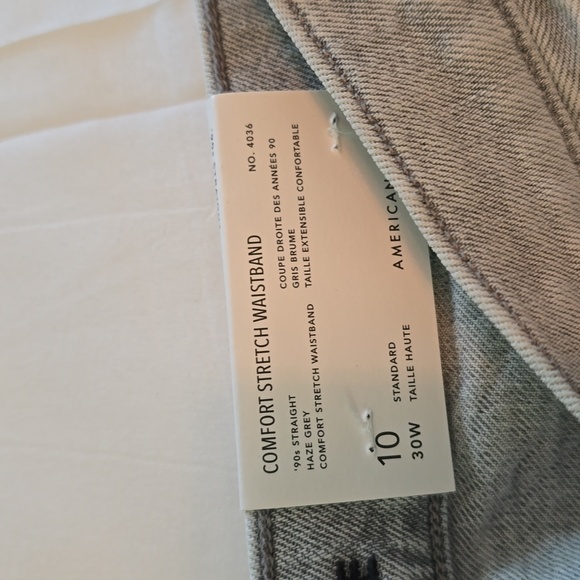 COMFORT STRETCH WAISTBAND
NO. 4036
'90s STRAIGHT
HAZE GREY
COMFORT STRETCH WAISTBAND
COUPE DROITE DES ANNÉES 90
GRIS BRUME
TAILLE EXTENSIBLE CONFORTABLE
10
30W
STANDARD
TAILLE HAUTE
AMERICAN